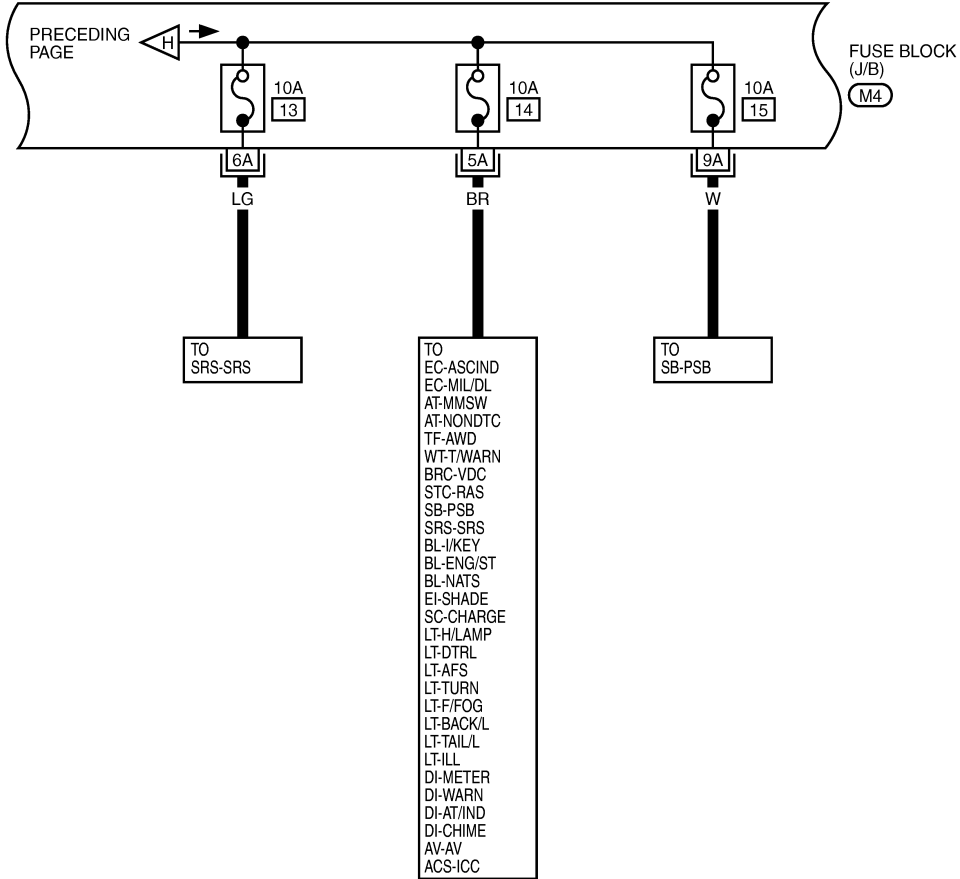 PRECEDING
PAGE
H
10A
13
10A
14
10A
15
FUSE BLOCK
(J/B)
M4
6A
5A
9A
LG
BR
W
TO
SRS-SRS
TO
EC-ASCIND
EC-MIL/DL
AT-MMSW
AT-NONDTC
TF-AWD
WT-T/WARN
BRC-VDC
STC-RAS
SB-PSB
SRS-SRS
BL-I/KEY
BL-ENG/ST
BL-NATS
EI-SHADE
SC-CHARGE
LT-H/LAMP
LT-DTRL
LT-AFS
LT-TURN
LT-F/FOG
LT-BACK/L
LT-TAIL/L
LT-ILL
DI-METER
DI-WARN
DI-AT/IND
DI-CHIME
AV-AV
ACS-ICC
TO
SB-PSB